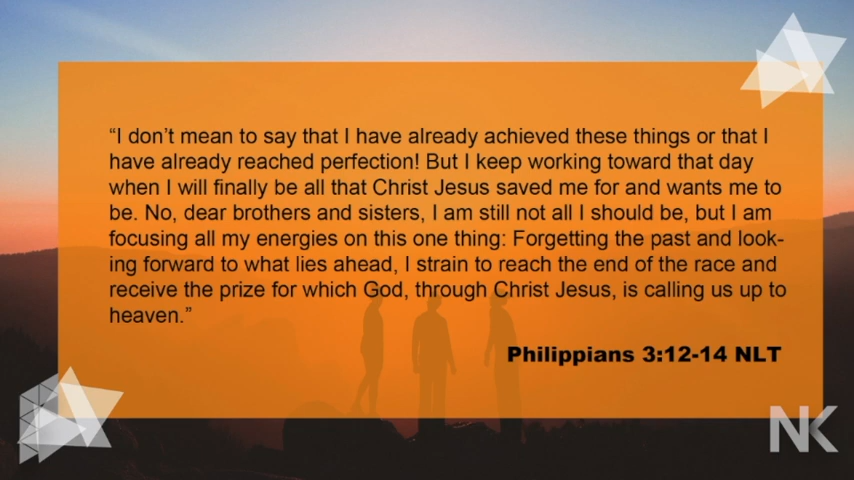 “I don’t mean to say that I have already achieved these things or that I
have already reached perfection! But I keep working toward that day
when I will finally be all that Christ Jesus saved me for and wants me to
be. No, dear brothers and sisters, I am still not all I should be, but I am
focusing all my energies on this one thing: Forgetting the past and look-
ing forward to what lies ahead, I strain to reach the end of the race and
receive the prize for which God, through Christ Jesus, is calling us up to
heaven.”
Philippians 3:12-14 NLT
NK